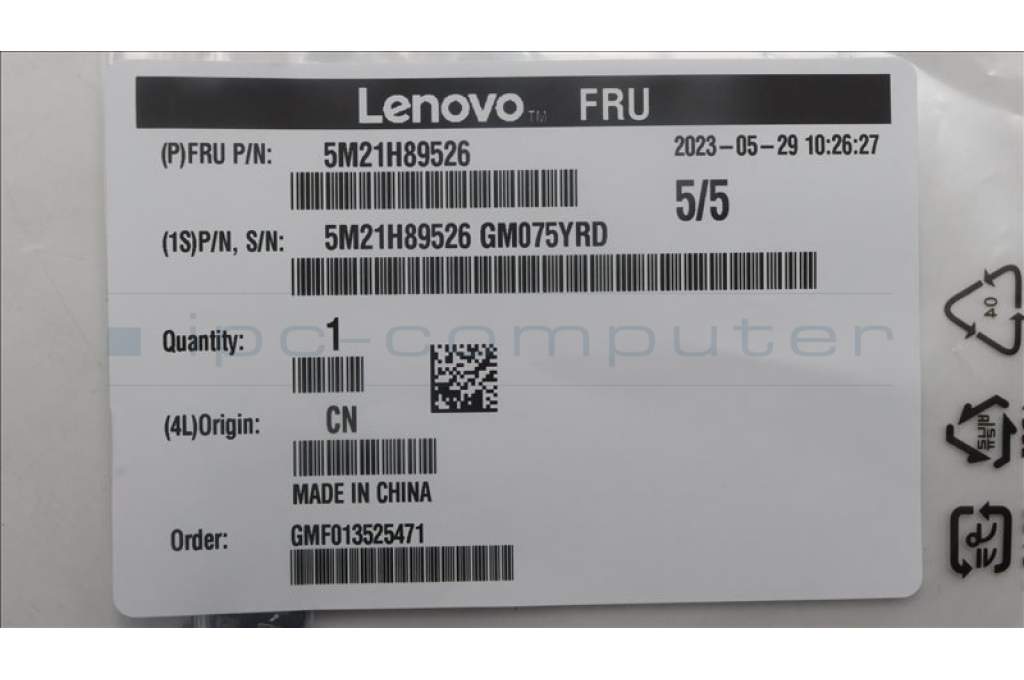 Lenovo™ FRU
(P)FRU P/N: 5M21H89526 2023-05-29 10:26:27
5/5
(1S)P/N, S/N: 5M21H89526 GM075YRD
Quantity: 1
ipc-computer
(4L)Origin: CN
MADE IN CHINA
Order: GMF013525471
40